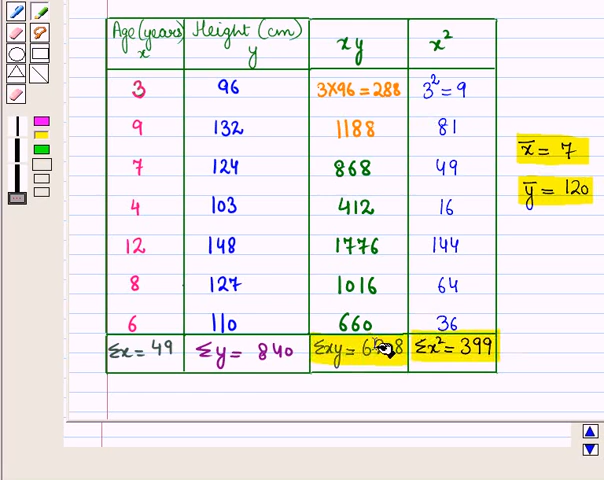 Age(years) Height (cm) xy x²
x y
3 96 3×96=288 3²=9
9 132 1188 81
7 124 868 49
4 103 412 16
12 148 1776 144
8 127 1016 64
6 110 660 36
Σx=49 Σy= 840 Σxy= Σx²=399
x̄= 7
ȳ= 120